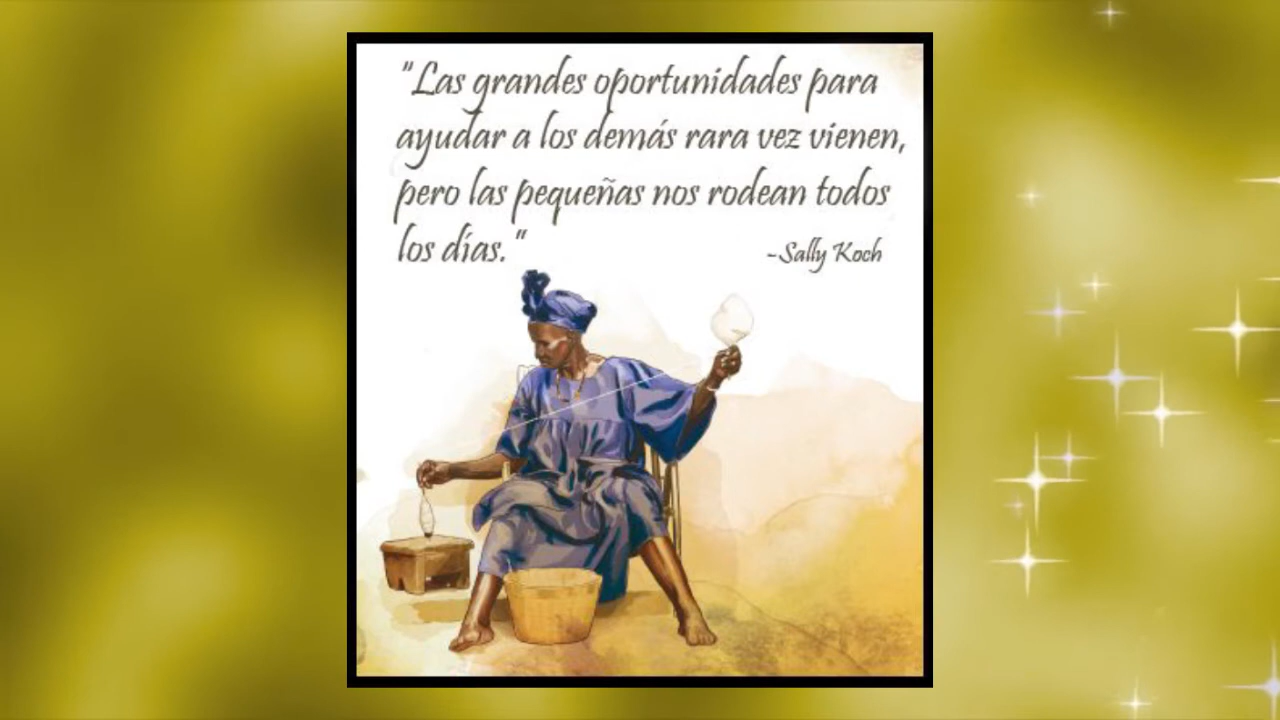 "Las grandes oportunidades para
ayudar a los demás rara vez vienen,
pero las pequeñas nos rodean todos
los días."
-Sally Koch